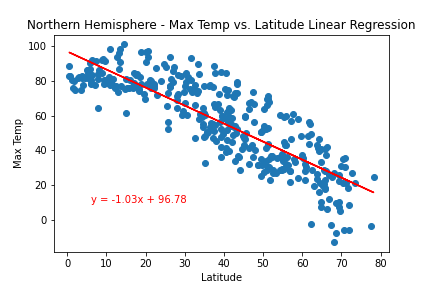 Northern Hemisphere - Max Temp vs. Latitude Linear Regression
100
80
60
40
20
0
Max Temp
y = -1.03x + 96.78
0 10 20 30 40 50 60 70 80
Latitude